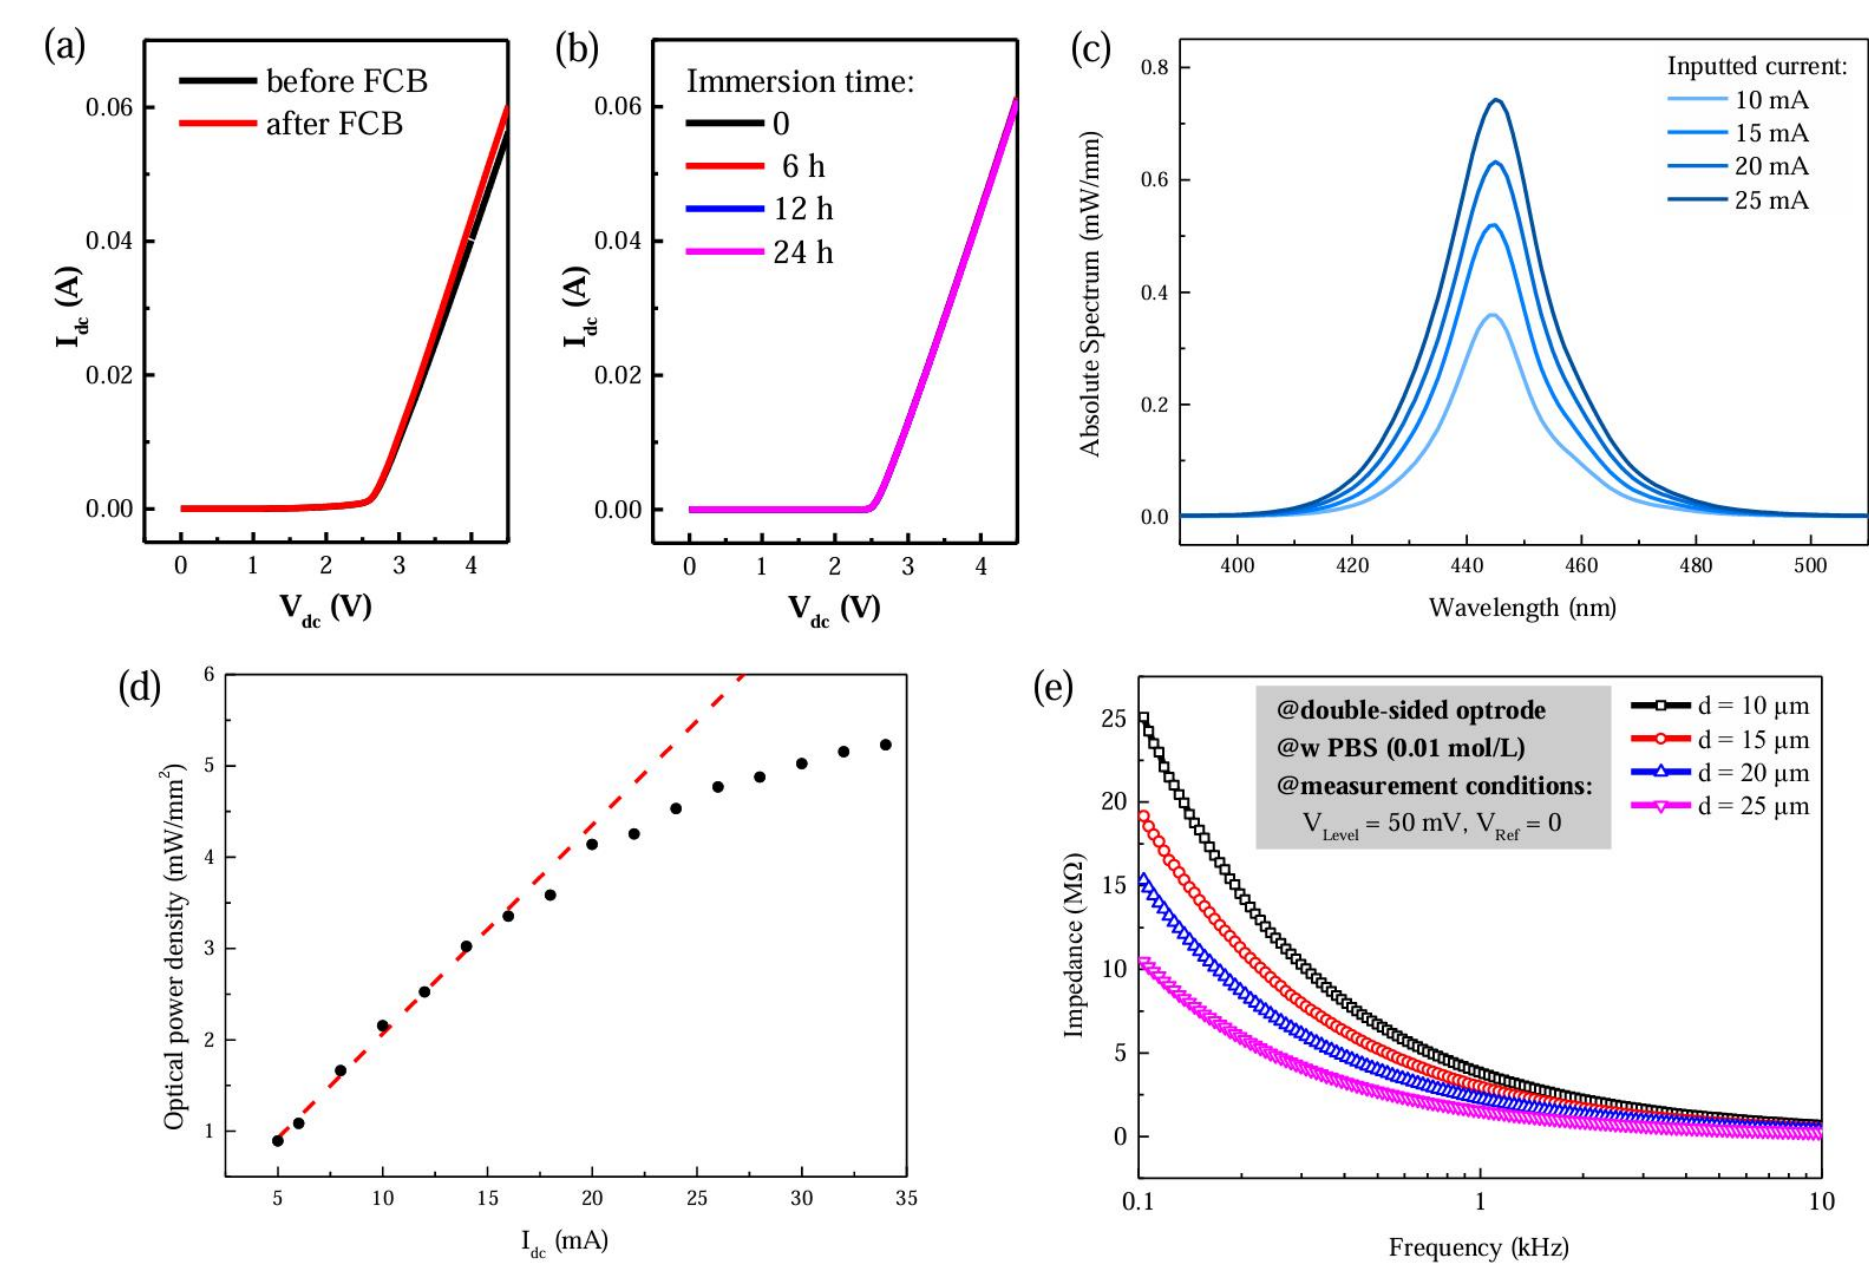 (a)
before FCB
after FCB
0.06
0.04
0.02
0.00
I_dc (A)
0 1 2 3 4
V_dc (V)
(b)
Immersion time:
0
6 h
12 h
24 h
0.06
0.04
0.02
0.00
I_dc (A)
0 1 2 3 4
V_dc (V)
(c)
Inputted current:
10 mA
15 mA
20 mA
25 mA
0.8
0.6
0.4
0.2
0.0
Absolute Spectrum (mW/mm)
400 420 440 460 480 500
Wavelength (nm)
(d)
6
5
4
3
2
1
Optical power density (mW/mm²)
5 10 15 20 25 30 35
I_dc (mA)
(e)
@double-sided optrode
@w PBS (0.01 mol/L)
@measurement conditions:
V_Level = 50 mV, V_Ref = 0
d = 10 µm
d = 15 µm
d = 20 µm
d = 25 µm
25
20
15
10
5
0
Impedance (MΩ)
0.1 1 10
Frequency (kHz)